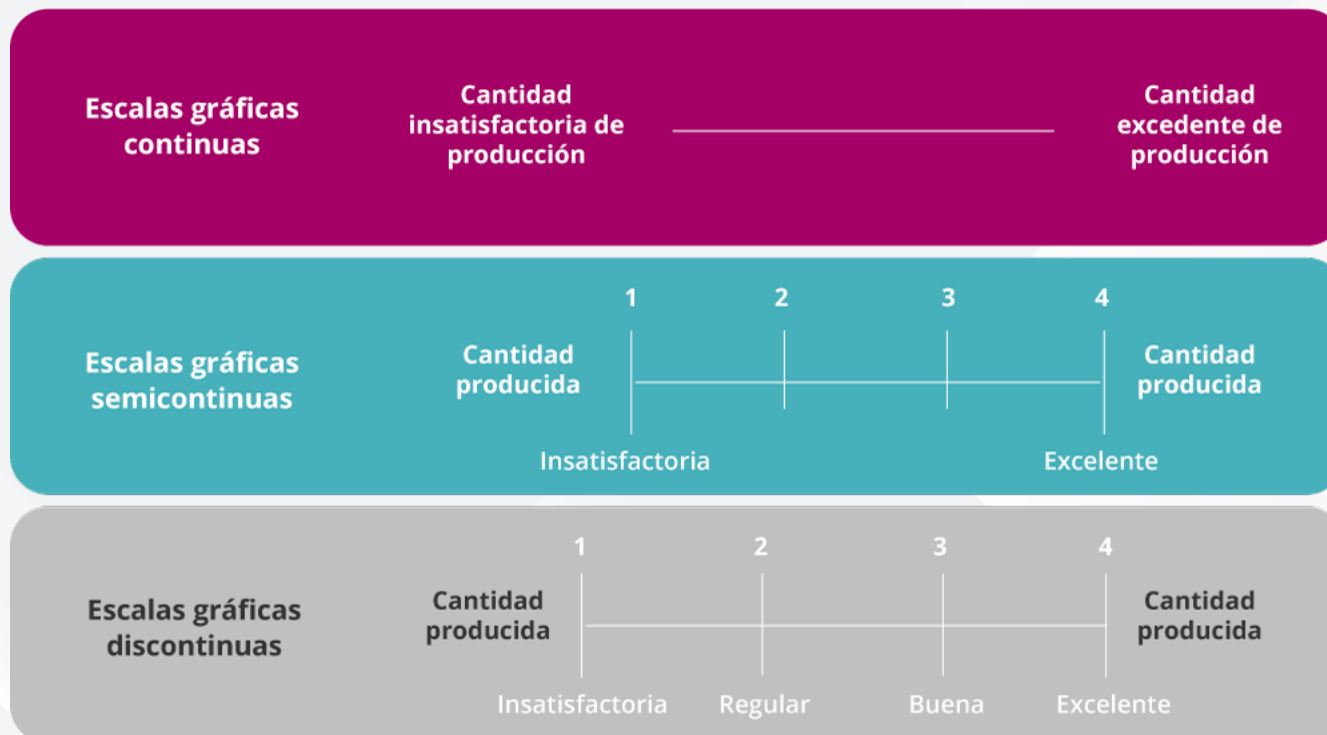 Escalas gráficas
continuas
Cantidad
insatisfactoria de
producción
Cantidad
excedente de
producción
Escalas gráficas
semicontinuas
Cantidad
producida
1 2 3 4
Insatisfactoria Excelente
Cantidad
producida
Escalas gráficas
discontinuas
Cantidad
producida
1 2 3 4
Insatisfactoria Regular Buena Excelente
Cantidad
producida